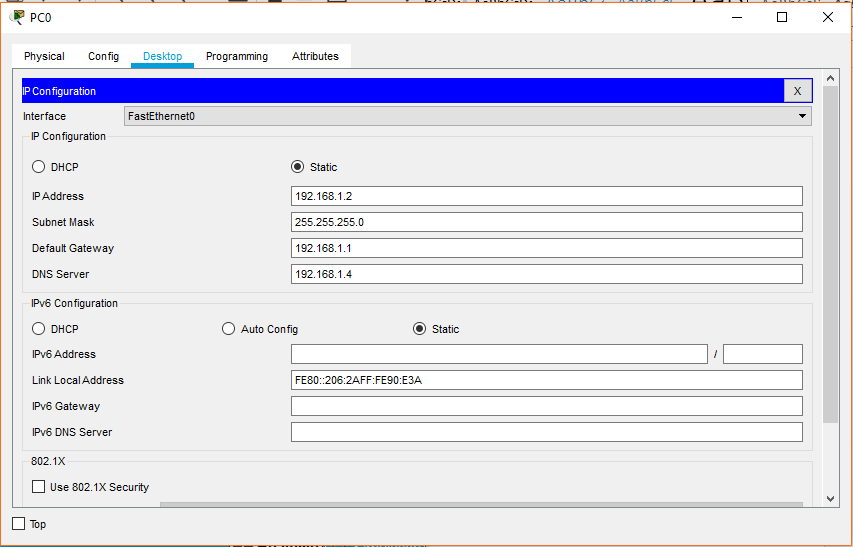 PC0
Physical Config Desktop Programming Attributes
IP Configuration X
Interface FastEthernet0
IP Configuration
DHCP Static
IP Address 192.168.1.2
Subnet Mask 255.255.255.0
Default Gateway 192.168.1.1
DNS Server 192.168.1.4
IPv6 Configuration
DHCP Auto Config Static
IPv6 Address /
Link Local Address FE80::206:2AFF:FE90:E3A
IPv6 Gateway
IPv6 DNS Server
802.1X
Use 802.1X Security
Top